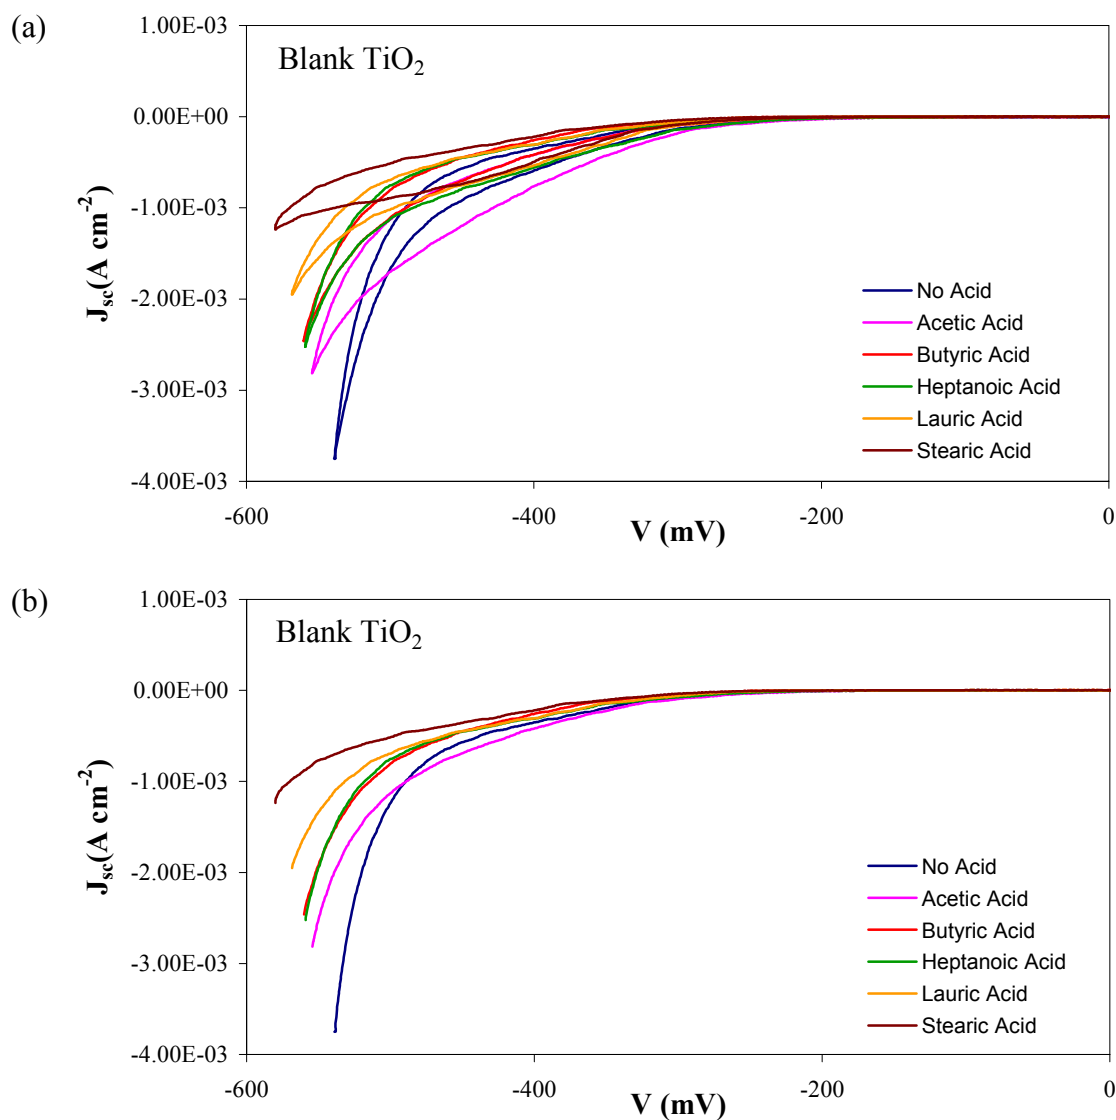 (a)
1.00E-03
Blank TiO₂
0.00E+00
-1.00E-03
-2.00E-03
-3.00E-03
-4.00E-03
J_sc(A cm⁻²)
No Acid
Acetic Acid
Butyric Acid
Heptanoic Acid
Lauric Acid
Stearic Acid
-600 -400 -200 0
V (mV)
(b)
1.00E-03
Blank TiO₂
0.00E+00
-1.00E-03
-2.00E-03
-3.00E-03
-4.00E-03
J_sc(A cm⁻²)
No Acid
Acetic Acid
Butyric Acid
Heptanoic Acid
Lauric Acid
Stearic Acid
-600 -400 -200 0
V (mV)